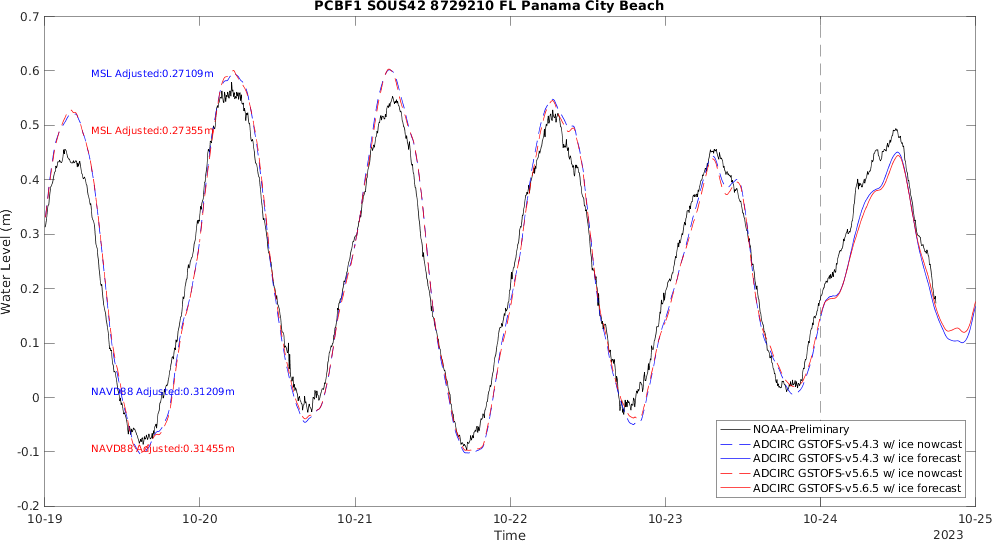 PCBF1 SOUS42 8729210 FL Panama City Beach
0.7
0.6
0.5
0.4
0.3
0.2
0.1
0
-0.1
-0.2
Water Level (m)
MSL Adjusted:0.27109m
MSL Adjusted:0.27355m
NAVD88 Adjusted:0.31209m
NAVD88 Adjusted:0.31455m
NOAA-Preliminary
ADCIRC GSTOFS-v5.4.3 w/ ice nowcast
ADCIRC GSTOFS-v5.4.3 w/ ice forecast
ADCIRC GSTOFS-v5.6.5 w/ ice nowcast
ADCIRC GSTOFS-v5.6.5 w/ ice forecast
10-19 10-20 10-21 10-22 10-23 10-24 10-25
Time
2023